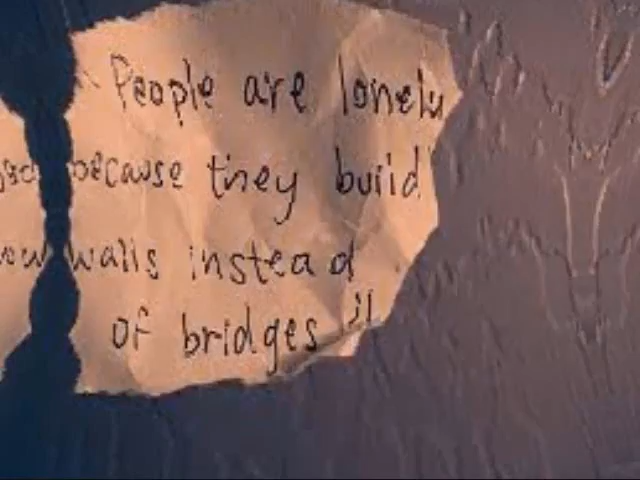 " People are lonely
because they build
walls instead
of bridges "